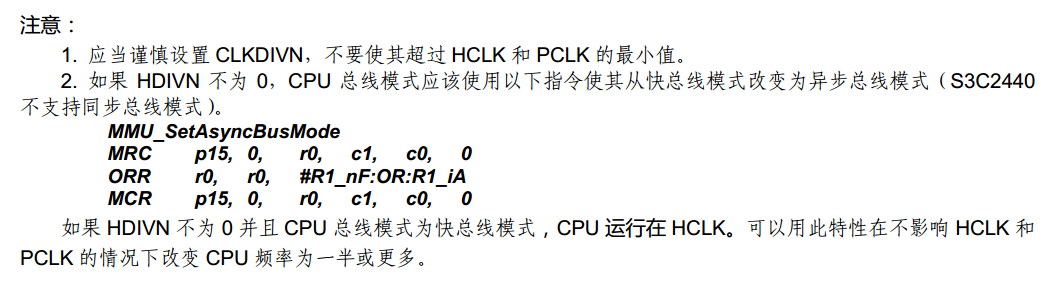 注意：
1. 应当谨慎设置 CLKDIVN，不要使其超过 HCLK 和 PCLK 的最小值。
2. 如果 HDIVN 不为 0，CPU 总线模式应该使用以下指令使其从快总线模式改变为异步总线模式（S3C2440
不支持同步总线模式）。
MMU_SetAsyncBusMode
MRC p15, 0, r0, c1, c0, 0
ORR r0, r0, #R1_nF:OR:R1_iA
MCR p15, 0, r0, c1, c0, 0
如果 HDIVN 不为 0 并且 CPU 总线模式为快总线模式，CPU 运行在 HCLK。可以用此特性在不影响 HCLK 和
PCLK 的情况下改变 CPU 频率为一半或更多。